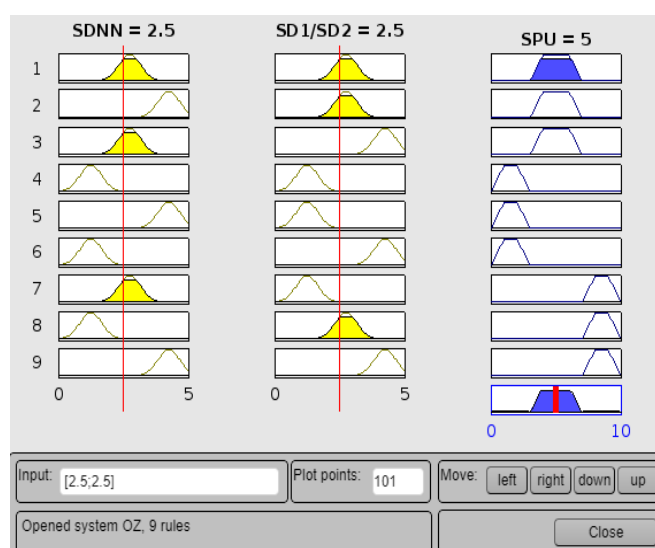 SDNN = 2.5 SD1/SD2 = 2.5 SPU = 5
1
2
3
4
5
6
7
8
9
0 5 0 5
0 10
Input: [2.5;2.5] Plot points: 101 Move: left right down up
Opened system OZ, 9 rules Close